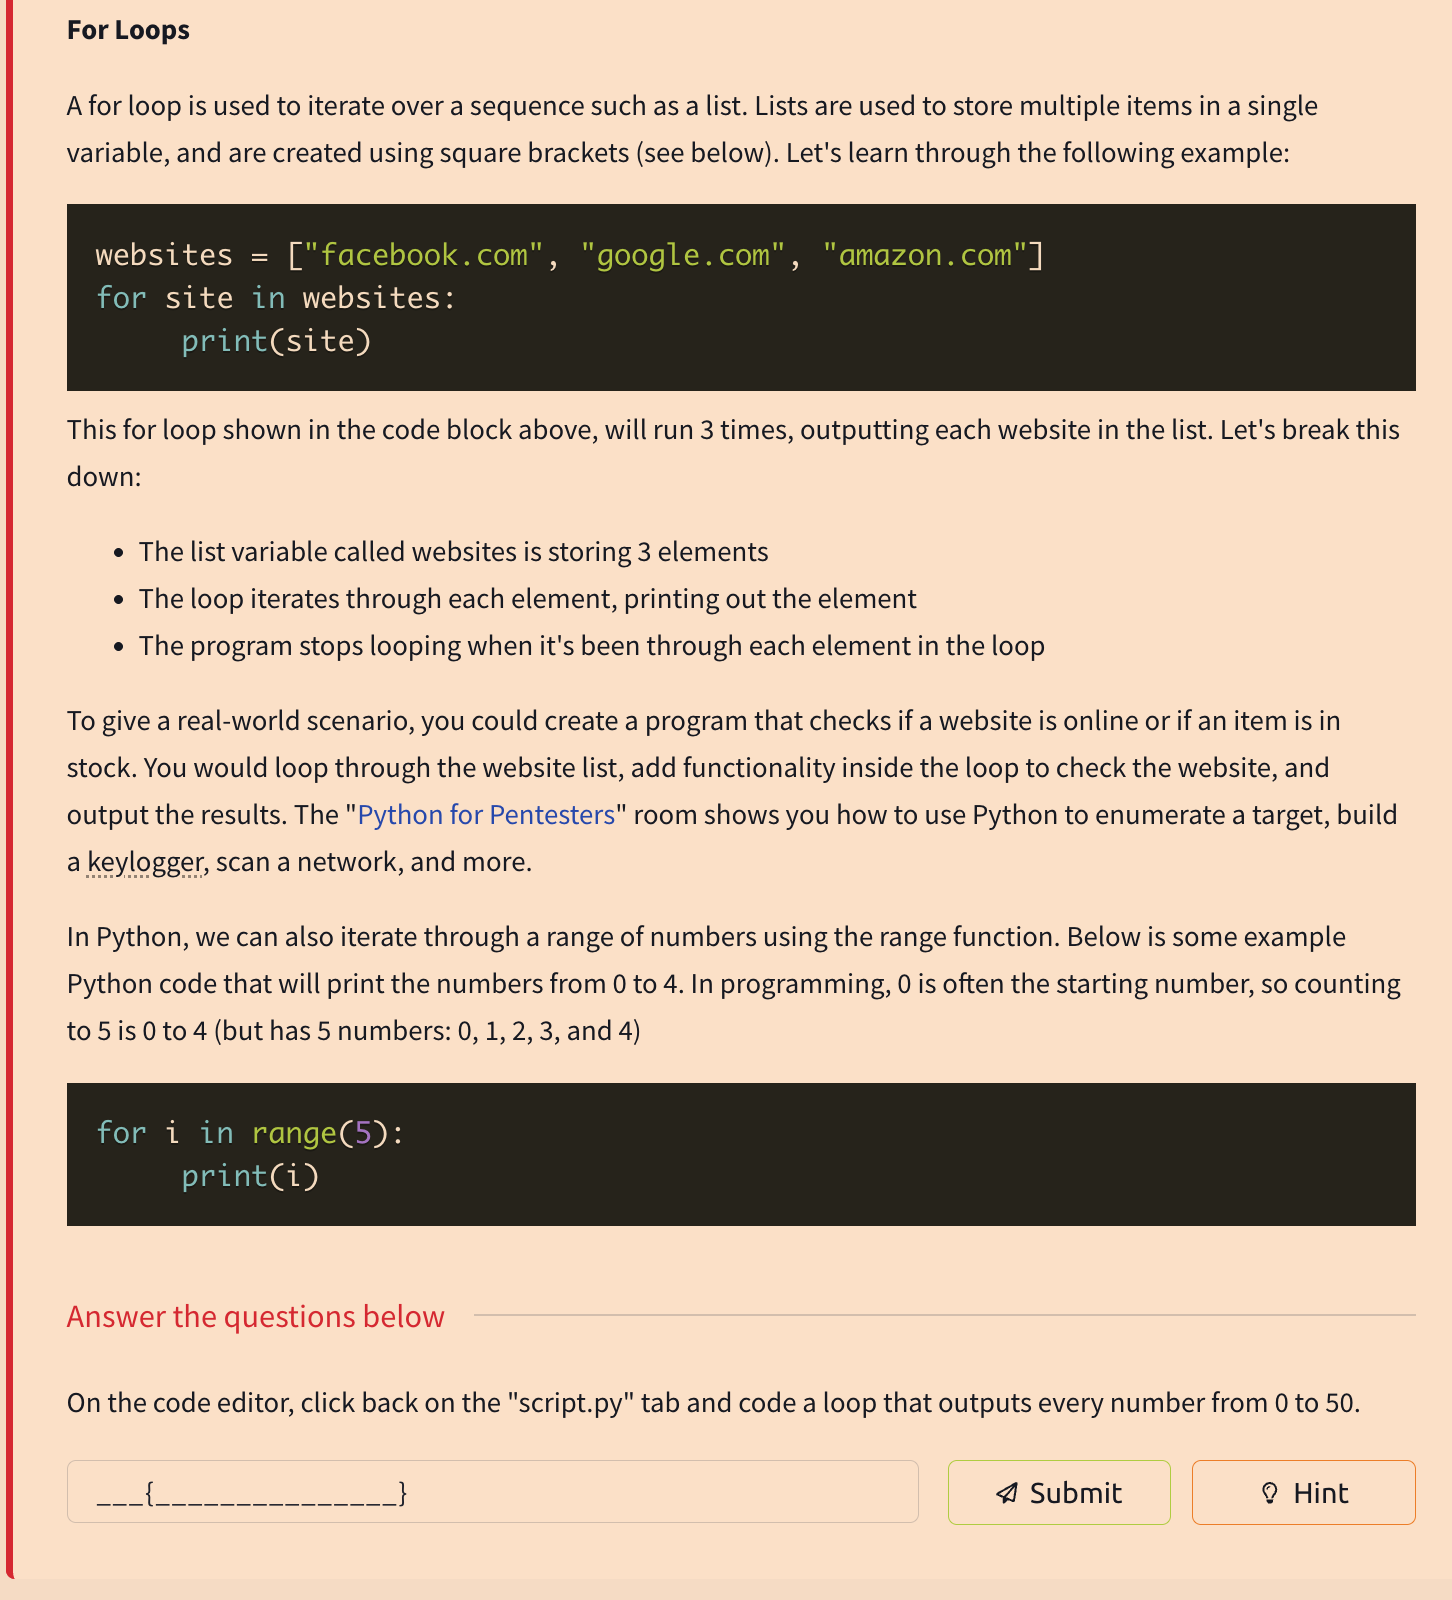 For Loops
A for loop is used to iterate over a sequence such as a list. Lists are used to store multiple items in a single
variable, and are created using square brackets (see below). Let's learn through the following example:
websites = ["facebook.com", "google.com", "amazon.com"]
for site in websites:
     print(site)
This for loop shown in the code block above, will run 3 times, outputting each website in the list. Let's break this
down:
• The list variable called websites is storing 3 elements
• The loop iterates through each element, printing out the element
• The program stops looping when it's been through each element in the loop
To give a real-world scenario, you could create a program that checks if a website is online or if an item is in
stock. You would loop through the website list, add functionality inside the loop to check the website, and
output the results. The "Python for Pentesters" room shows you how to use Python to enumerate a target, build
a keylogger, scan a network, and more.
In Python, we can also iterate through a range of numbers using the range function. Below is some example
Python code that will print the numbers from 0 to 4. In programming, 0 is often the starting number, so counting
to 5 is 0 to 4 (but has 5 numbers: 0, 1, 2, 3, and 4)
for i in range(5):
     print(i)
Answer the questions below
On the code editor, click back on the "script.py" tab and code a loop that outputs every number from 0 to 50.
___{_______________} Submit Hint